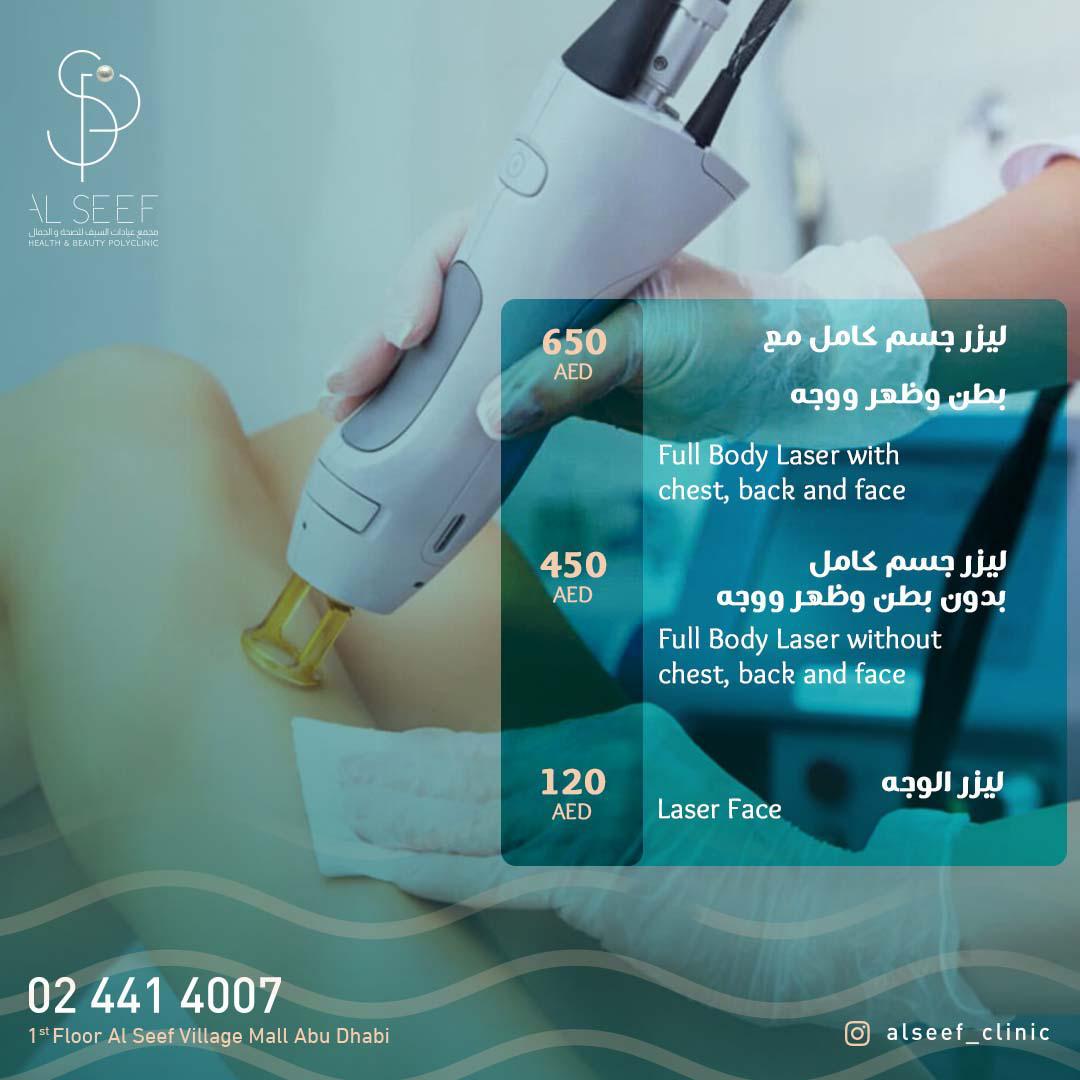 AL SEEF
مجمع عيادات السيف للصحة و الجمال
HEALTH & BEAUTY POLYCLINIC
650
AED
ليزر جسم كامل مع
بطن وظهر ووجه
Full Body Laser with
chest, back and face
450
AED
ليزر جسم كامل
بدون بطن وظهر ووجه
Full Body Laser without
chest, back and face
120
AED
ليزر الوجه
Laser Face
02 441 4007
1st Floor Al Seef Village Mall Abu Dhabi
alseef_clinic